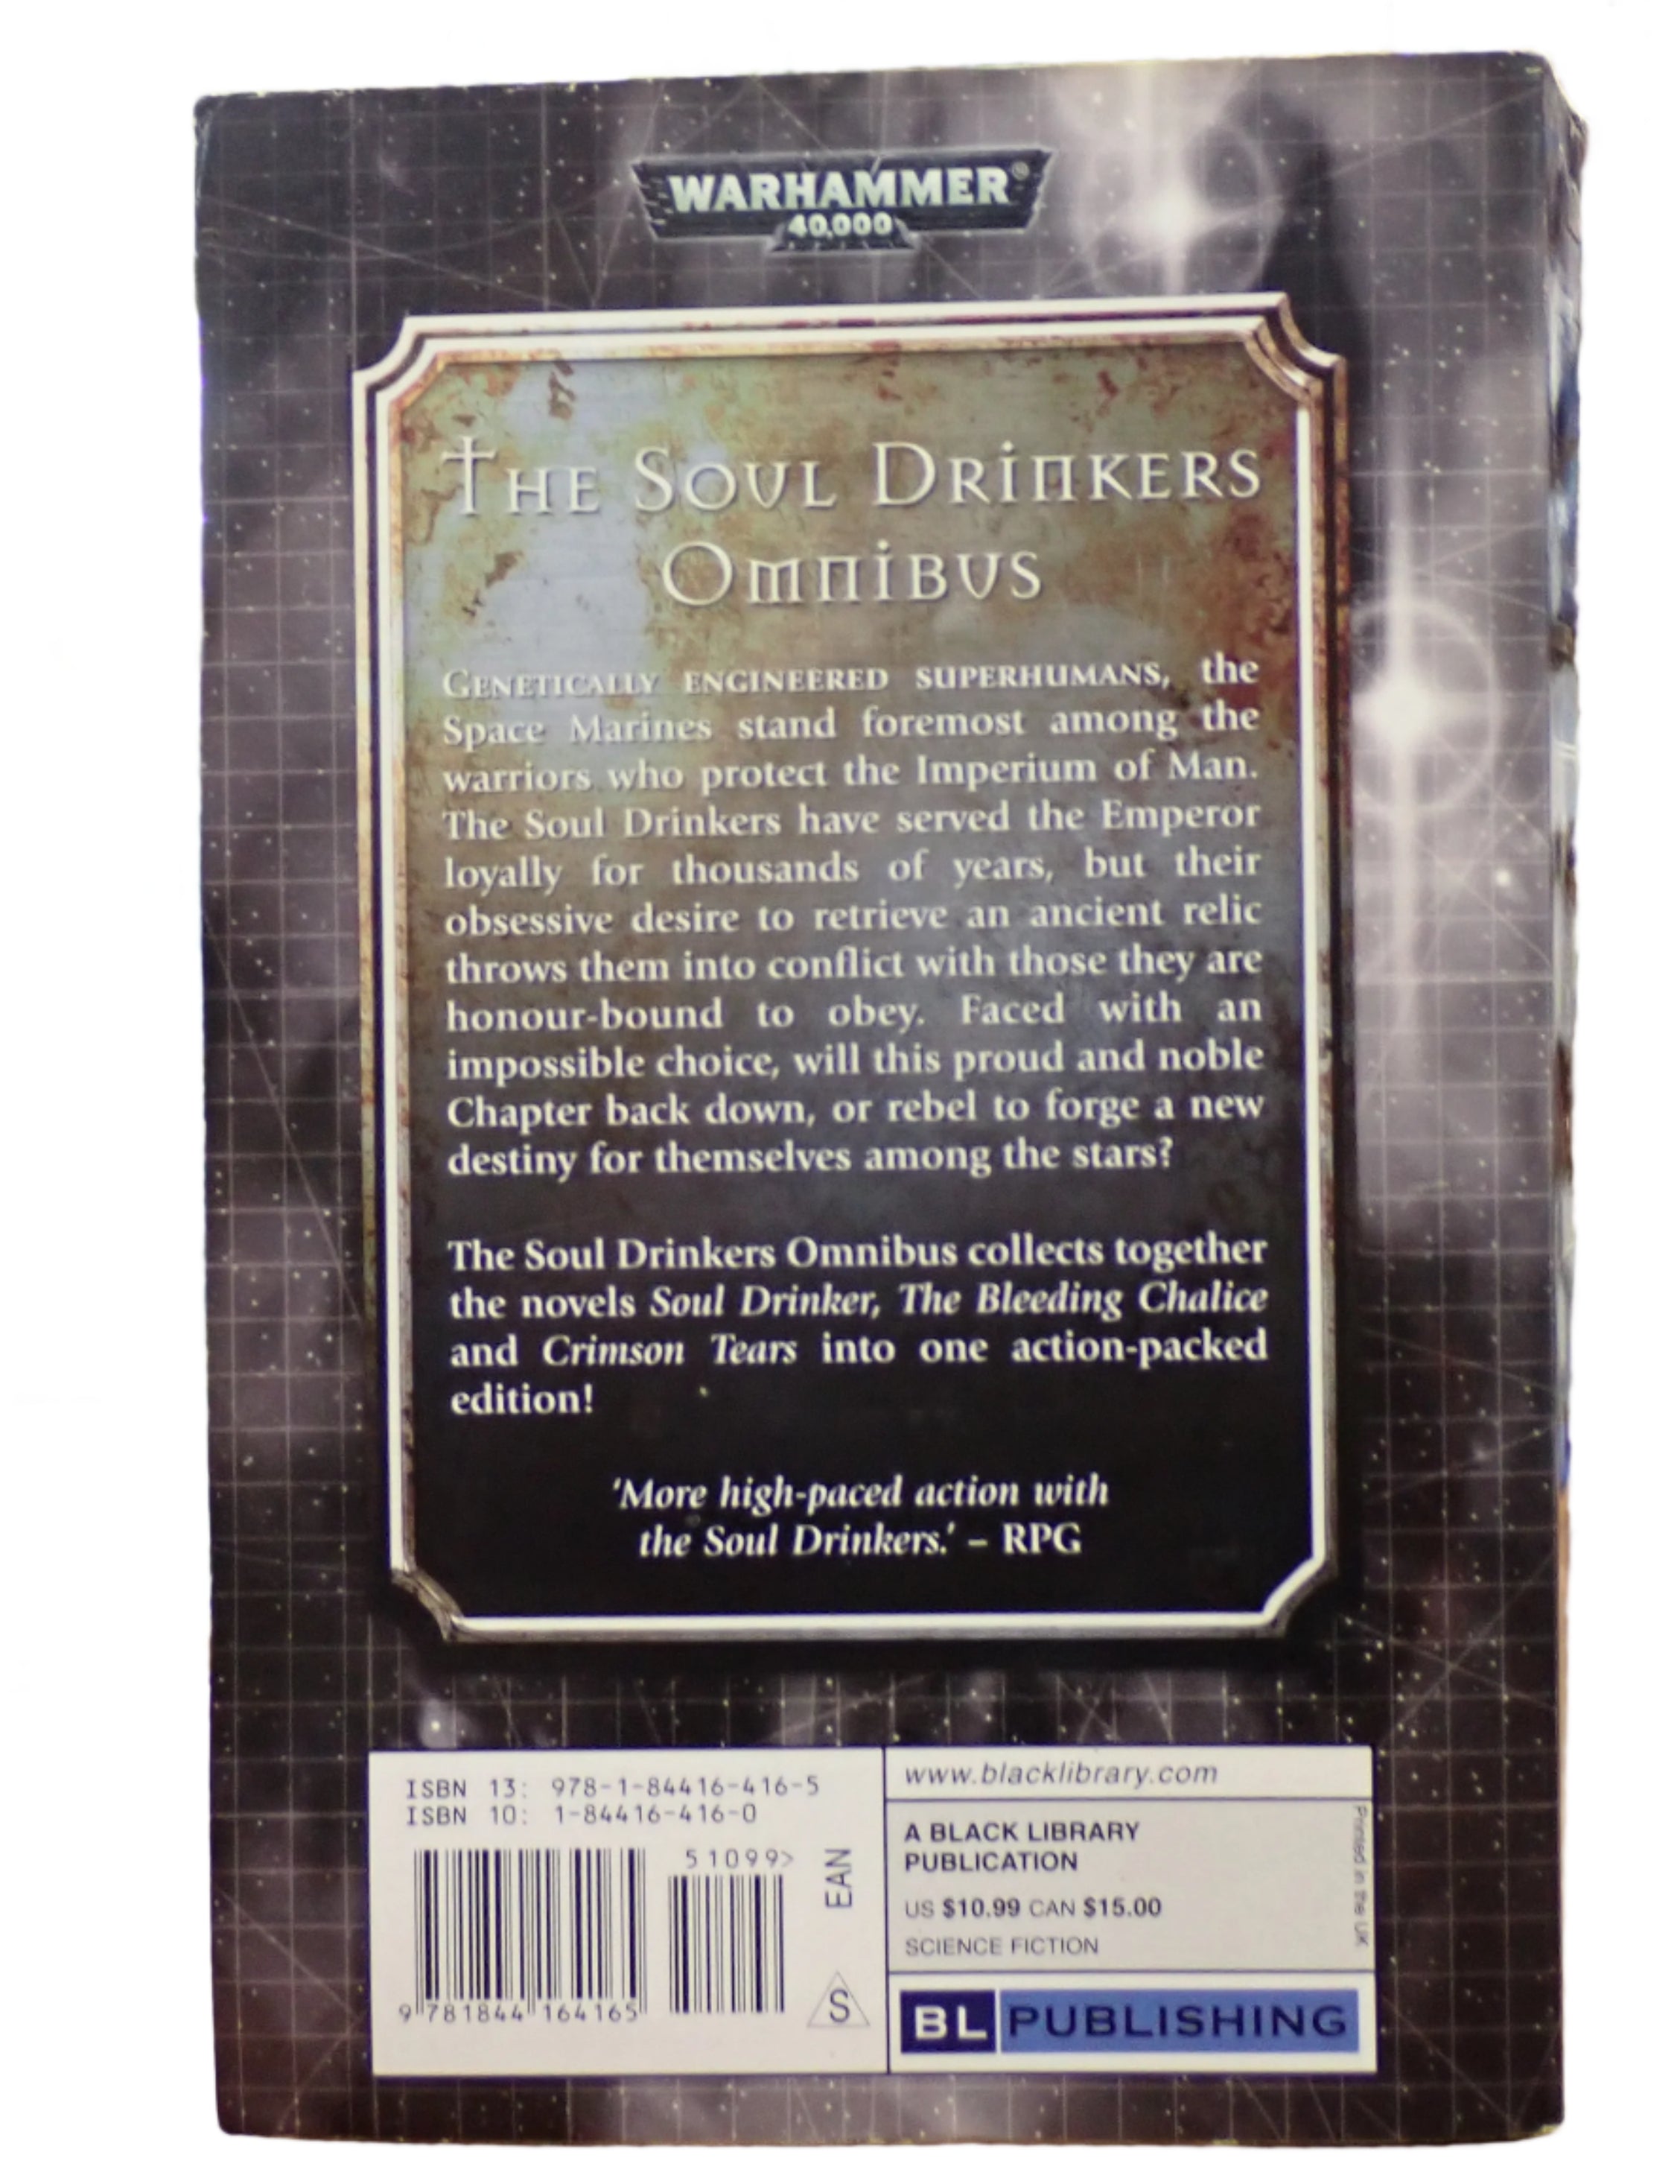 WARHAMMER®
40,000
THE SOUL DRINKERS
OMNIBUS
GENETICALLY ENGINEERED SUPERHUMANS, the
Space Marines stand foremost among the
warriors who protect the Imperium of Man.
The Soul Drinkers have served the Emperor
loyally for thousands of years, but their
obsessive desire to retrieve an ancient relic
throws them into conflict with those they are
honour-bound to obey. Faced with an
impossible choice, will this proud and noble
Chapter back down, or rebel to forge a new
destiny for themselves among the stars?
The Soul Drinkers Omnibus collects together
the novels Soul Drinker, The Bleeding Chalice
and Crimson Tears into one action-packed
edition!
'More high-paced action with
the Soul Drinkers.' – RPG
ISBN 13: 978-1-84416-416-5
ISBN 10: 1-84416-416-0
51099>
EAN
9 781844 164165
S
www.blacklibrary.com
A BLACK LIBRARY
PUBLICATION
US $10.99 CAN $15.00
SCIENCE FICTION
Printed in the UK
BL PUBLISHING